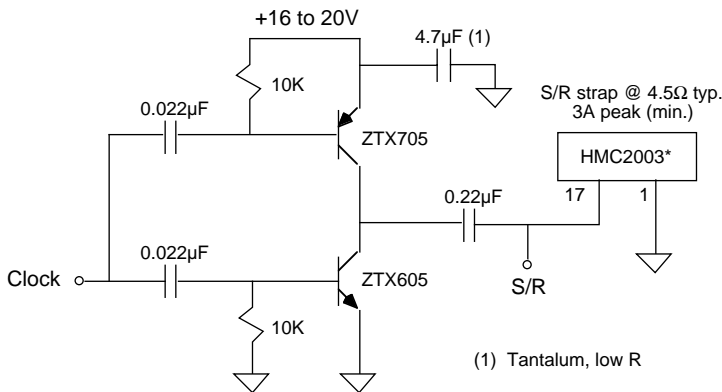 +16 to 20V
4.7µF (1)
10K
S/R strap @ 4.5Ω typ.
3A peak (min.)
0.022µF
ZTX705
HMC2003*
17
1
0.22µF
0.022µF
Clock
ZTX605
S/R
10K
(1) Tantalum, low R